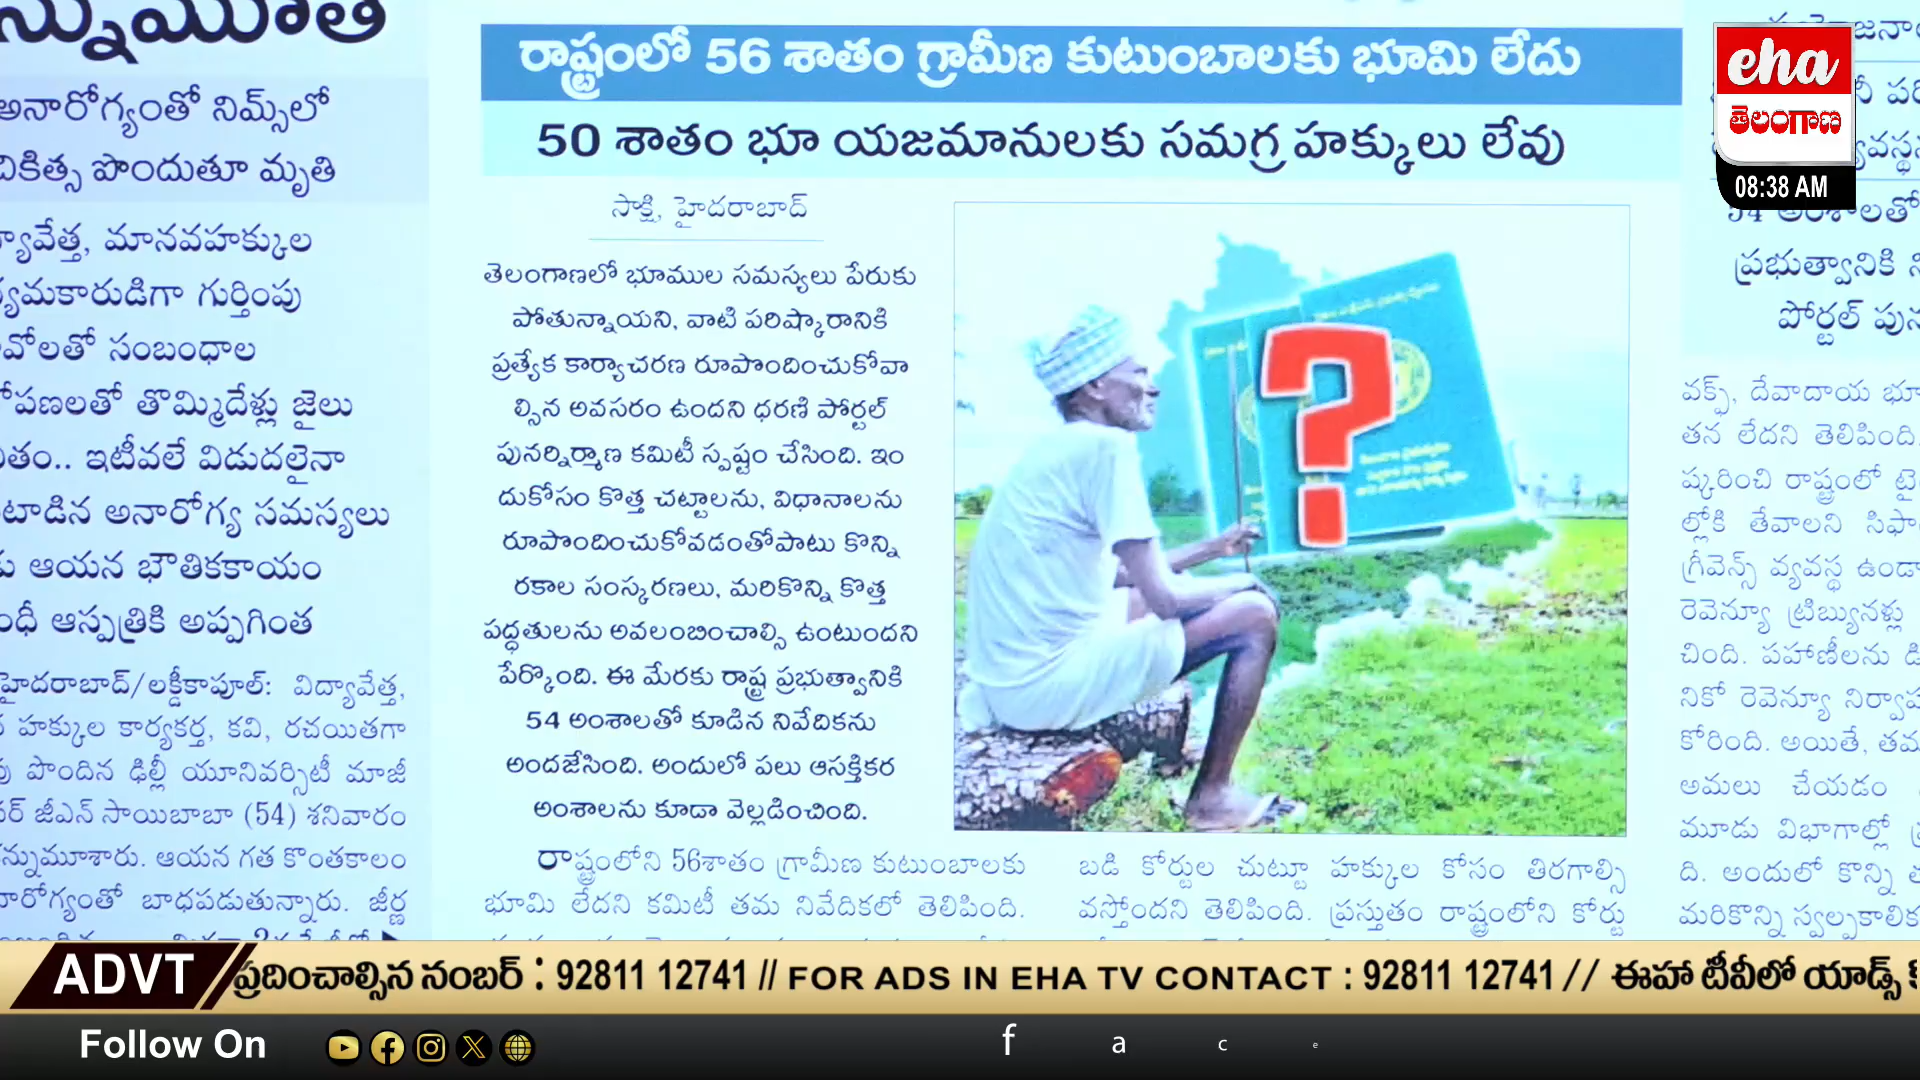 న్నుమూత
అనారోగ్యంతో నిమ్స్‌లో
చికిత్స పొందుతూ మృతి
మానవహక్కుల
గుర్తింపు
సంబంధాల
తొమ్మిదేళ్లు జైలు
ఇటీవలే విడుదలైనా
అనారోగ్య సమస్యలు
ఆయన భౌతికకాయం
ఆస్పత్రికి అప్పగింత
హైదరాబాద్/లక్డీకాపూల్: విద్యావేత్త,
హక్కుల కార్యకర్త, కవి, రచయితగా
పొందిన ఢిల్లీ యూనివర్సిటీ మాజీ
జీఎన్ సాయిబాబా (54) శనివారం
కన్నుమూశారు. ఆయన గత కొంతకాలం
బాధపడుతున్నారు. జీర్ణ
రాష్ట్రంలో 56 శాతం గ్రామీణ కుటుంబాలకు భూమి లేదు
50 శాతం భూ యజమానులకు సమగ్ర హక్కులు లేవు
సాక్షి, హైదరాబాద్
తెలంగాణలో భూముల సమస్యలు పేరుకు
పోతున్నాయని, వాటి పరిష్కారానికి
ప్రత్యేక కార్యాచరణ రూపొందించుకోవా
ల్సిన అవసరం ఉందని ధరణి పోర్టల్
పునర్నిర్మాణ కమిటీ స్పష్టం చేసింది. ఇం
దుకోసం కొత్త చట్టాలను, విధానాలను
రూపొందించుకోవడంతోపాటు కొన్ని
రకాల సంస్కరణలు, మరికొన్ని కొత్త
పద్ధతులను అవలంబించాల్సి ఉంటుందని
పేర్కొంది. ఈ మేరకు రాష్ట్ర ప్రభుత్వానికి
54 అంశాలతో కూడిన నివేదికను
అందజేసింది. అందులో పలు ఆసక్తికర
అంశాలను కూడా వెల్లడించింది.
రాష్ట్రంలోని 56శాతం గ్రామీణ కుటుంబాలకు
భూమి లేదని కమిటీ తమ నివేదికలో తెలిపింది.
?
బడి కోర్టుల చుట్టూ హక్కుల కోసం తిరగాల్సి
వస్తోందని తెలిపింది. ప్రస్తుతం రాష్ట్రంలోని కోర్టు
54 అంశాలతో
ప్రభుత్వానికి
పోర్టల్
వక్ఫ్, దేవాదాయ
తన లేదని తెలిపింది.
ష్కరించి రాష్ట్రంలో
ల్లోకి తేవాలని
గ్రీవెన్స్ వ్యవస్థ
రెవెన్యూ ట్రిబ్యునళ్లు
చింది. పహాణీలను
నికో రెవెన్యూ
కోరింది. అయితే,
అమలు చేయడం
మూడు విభాగాల్లో
ది. అందులో కొన్ని
మరికొన్ని
eha
తెలంగాణ
08:38 AM
ADVT ప్రదించాల్సిన నంబర్ : 92811 12741 // FOR ADS IN EHA TV CONTACT : 92811 12741 // ఈహా టీవీలో యాడ్స్
Follow On
f a c e